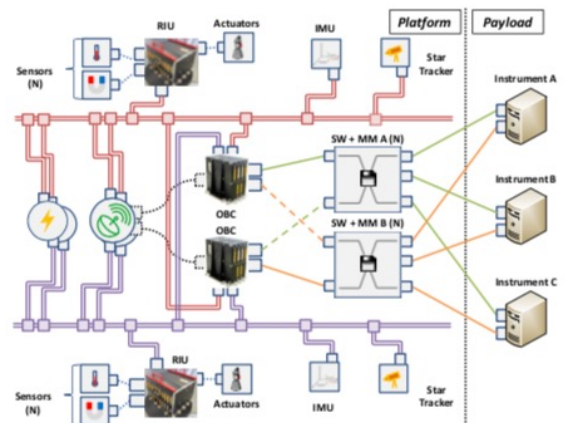 RIU
Actuators
IMU
Platform
Payload
Sensors
(N)
Star
Tracker
Instrument A
SW + MM A (N)
OBC
OBC
Instrument B
SW + MM B (N)
Instrument C
RIU
Sensors
(N)
Actuators
IMU
Star
Tracker